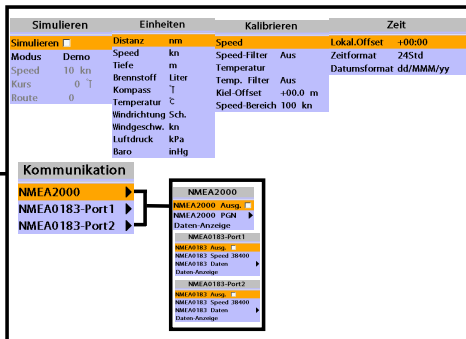 Simulieren
Simulieren
Modus Demo
Speed 10 kn
Kurs 0 °T
Route 0
Einheiten
Distanz nm
Speed kn
Tiefe m
Brennstoff Liter
Kompass °T
Temperatur °C
Windrichtung Sch.
Windgeschw. kn
Luftdruck kPa
Baro inHg
Kalibrieren
Speed
Speed-Filter Aus
Temperatur
Temp. Filter Aus
Kiel-Offset +00.0 m
Speed-Bereich 100 kn
Zeit
Lokal.Offset +00:00
Zeitformat 24Std
Datumsformat dd/MMM/yy
Kommunikation
NMEA2000
NMEA0183-Port1
NMEA0183-Port2
NMEA2000
NMEA2000 Ausg.
NMEA2000 PGN
Daten-Anzeige
NMEA0183-Port1
NMEA0183 Ausg.
NMEA0183 Speed 38400
NMEA0183 Daten
Daten-Anzeige
NMEA0183-Port2
NMEA0183 Ausg.
NMEA0183 Speed 38400
NMEA0183 Daten
Daten-Anzeige